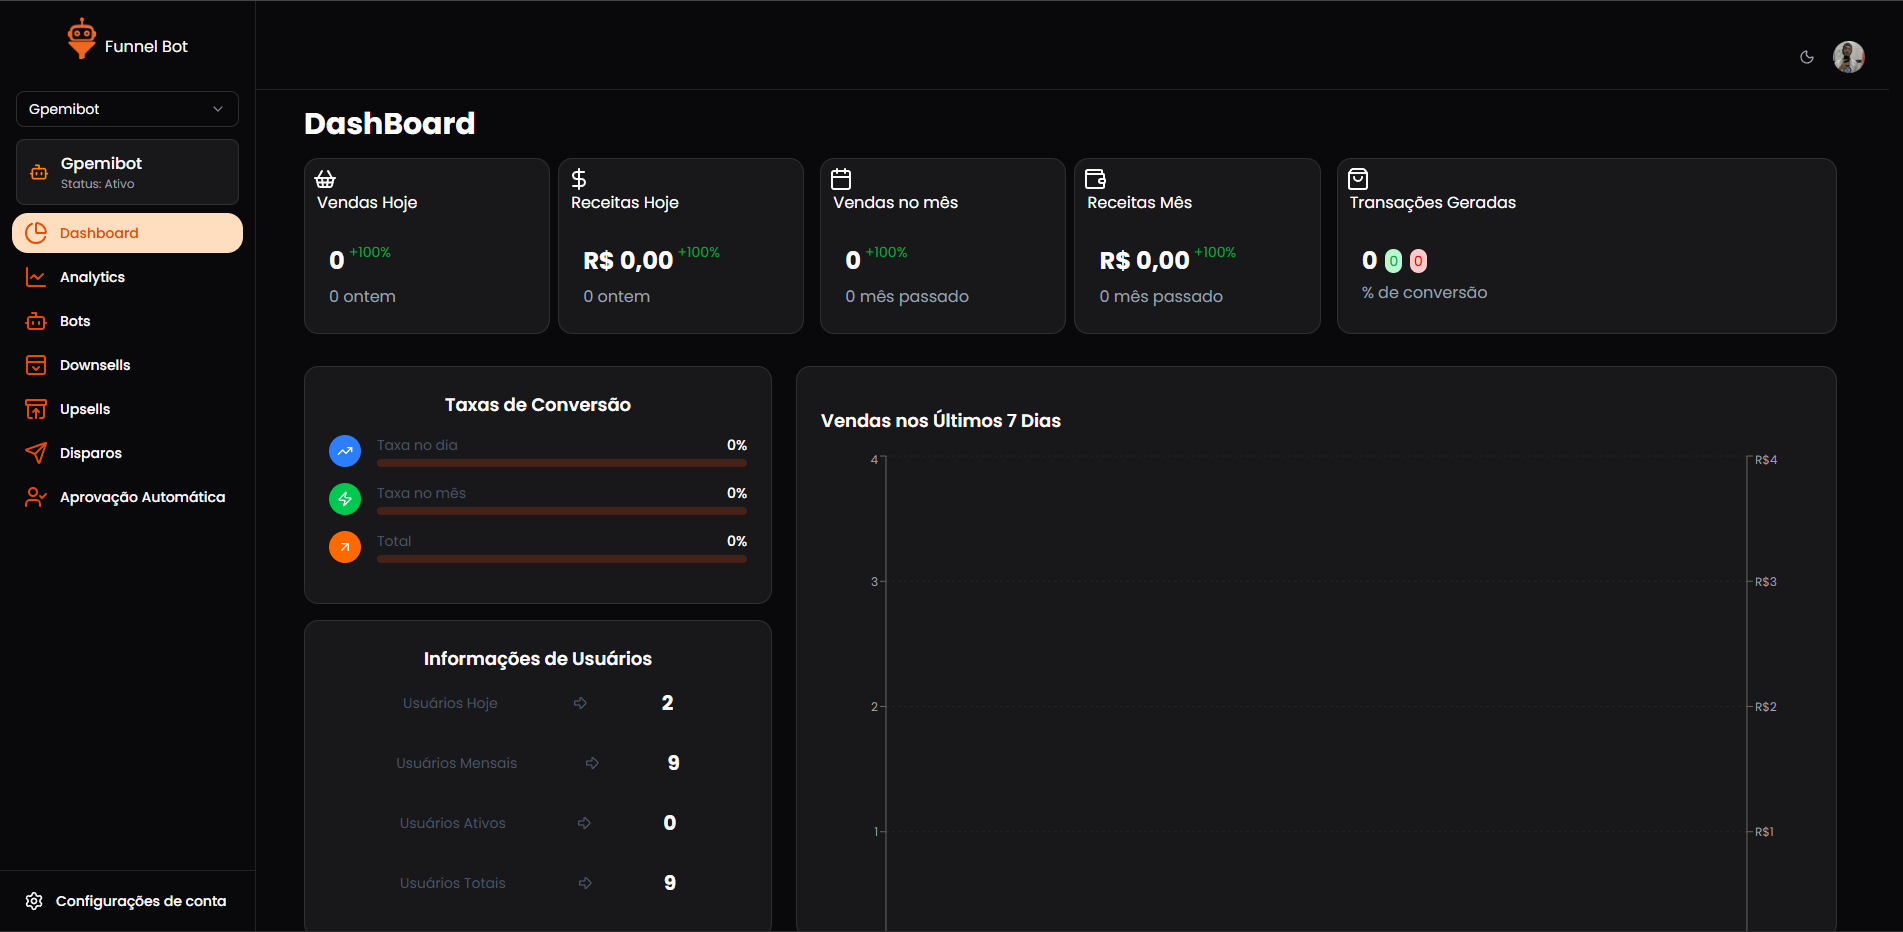 Funnel Bot
Gpemibot
Gpemibot
Status: Ativo
Dashboard
Analytics
Bots
Downsells
Upsells
Disparos
Aprovação Automática
Configurações de conta
DashBoard
Vendas Hoje
0 +100%
0 ontem
Receitas Hoje
R$ 0,00 +100%
0 ontem
Vendas no mês
0 +100%
0 mês passado
Receitas Mês
R$ 0,00 +100%
0 mês passado
Transações Geradas
0 0 0
% de conversão
Taxas de Conversão
Taxa no dia 0%
Taxa no mês 0%
Total 0%
Informações de Usuários
Usuários Hoje 2
Usuários Mensais 9
Usuários Ativos 0
Usuários Totais 9
Vendas nos Últimos 7 Dias
4 R$4
3 R$3
2 R$2
1 R$1